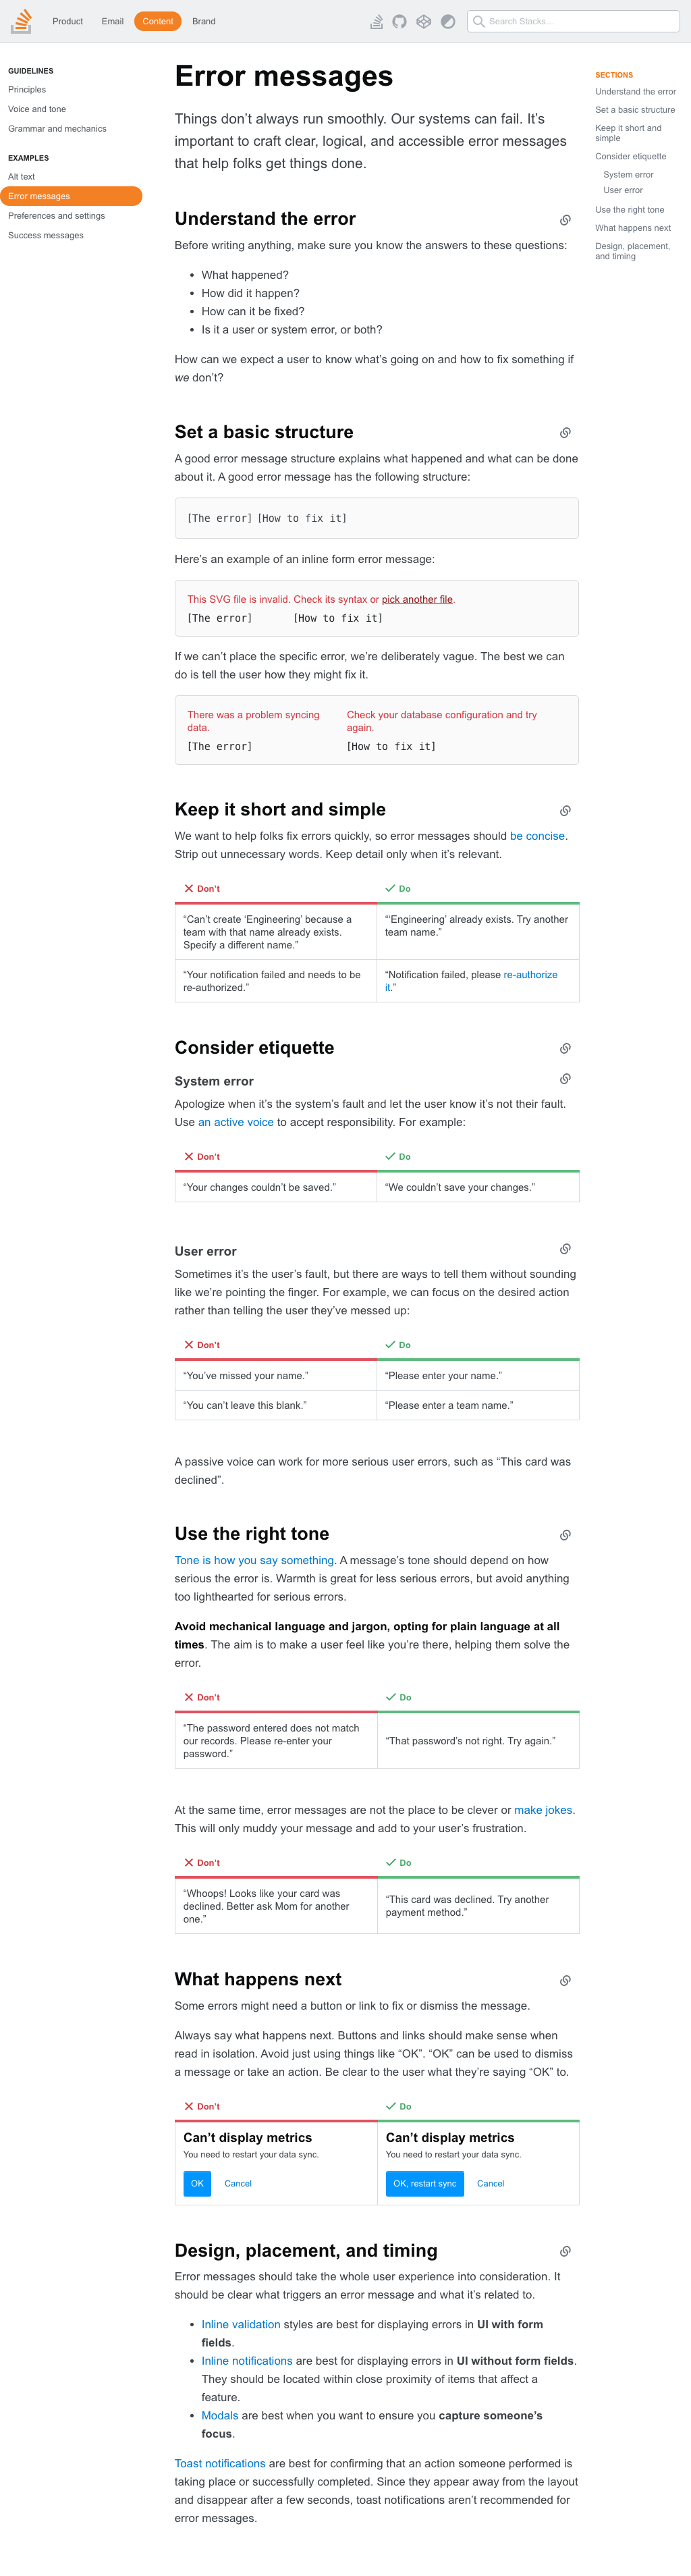 Product Email Content Brand
Search Stacks…
GUIDELINES
Principles
Voice and tone
Grammar and mechanics
EXAMPLES
Alt text
Error messages
Preferences and settings
Success messages
Error messages
Things don’t always run smoothly. Our systems can fail. It’s
important to craft clear, logical, and accessible error messages
that help folks get things done.
SECTIONS
Understand the error
Set a basic structure
Keep it short and
simple
Consider etiquette
System error
User error
Use the right tone
What happens next
Design, placement,
and timing
Understand the error
Before writing anything, make sure you know the answers to these questions:
• What happened?
• How did it happen?
• How can it be fixed?
• Is it a user or system error, or both?
How can we expect a user to know what’s going on and how to fix something if
we don’t?
Set a basic structure
A good error message structure explains what happened and what can be done
about it. A good error message has the following structure:
[The error] [How to fix it]
Here’s an example of an inline form error message:
This SVG file is invalid. Check its syntax or pick another file.
[The error] [How to fix it]
If we can’t place the specific error, we’re deliberately vague. The best we can
do is tell the user how they might fix it.
There was a problem syncing
data.
[The error]
Check your database configuration and try
again.
[How to fix it]
Keep it short and simple
We want to help folks fix errors quickly, so error messages should be concise.
Strip out unnecessary words. Keep detail only when it’s relevant.
Don’t
Do
“Can’t create ‘Engineering’ because a
team with that name already exists.
Specify a different name.”
“‘Engineering’ already exists. Try another
team name.”
“Your notification failed and needs to be
re-authorized.”
“Notification failed, please re-authorize
it.”
Consider etiquette
System error
Apologize when it’s the system’s fault and let the user know it’s not their fault.
Use an active voice to accept responsibility. For example:
Don’t
Do
“Your changes couldn’t be saved.”
“We couldn’t save your changes.”
User error
Sometimes it’s the user’s fault, but there are ways to tell them without sounding
like we’re pointing the finger. For example, we can focus on the desired action
rather than telling the user they’ve messed up:
Don’t
Do
“You’ve missed your name.”
“Please enter your name.”
“You can’t leave this blank.”
“Please enter a team name.”
A passive voice can work for more serious user errors, such as “This card was
declined”.
Use the right tone
Tone is how you say something. A message’s tone should depend on how
serious the error is. Warmth is great for less serious errors, but avoid anything
too lighthearted for serious errors.
Avoid mechanical language and jargon, opting for plain language at all
times. The aim is to make a user feel like you’re there, helping them solve the
error.
Don’t
Do
“The password entered does not match
our records. Please re-enter your
password.”
“That password’s not right. Try again.”
At the same time, error messages are not the place to be clever or make jokes.
This will only muddy your message and add to your user’s frustration.
Don’t
Do
“Whoops! Looks like your card was
declined. Better ask Mom for another
one.”
“This card was declined. Try another
payment method.”
What happens next
Some errors might need a button or link to fix or dismiss the message.
Always say what happens next. Buttons and links should make sense when
read in isolation. Avoid just using things like “OK”. “OK” can be used to dismiss
a message or take an action. Be clear to the user what they’re saying “OK” to.
Don’t
Do
Can’t display metrics
You need to restart your data sync.
OK Cancel
Can’t display metrics
You need to restart your data sync.
OK, restart sync Cancel
Design, placement, and timing
Error messages should take the whole user experience into consideration. It
should be clear what triggers an error message and what it’s related to.
• Inline validation styles are best for displaying errors in UI with form
fields.
• Inline notifications are best for displaying errors in UI without form fields.
They should be located within close proximity of items that affect a
feature.
• Modals are best when you want to ensure you capture someone’s
focus.
Toast notifications are best for confirming that an action someone performed is
taking place or successfully completed. Since they appear away from the layout
and disappear after a few seconds, toast notifications aren’t recommended for
error messages.